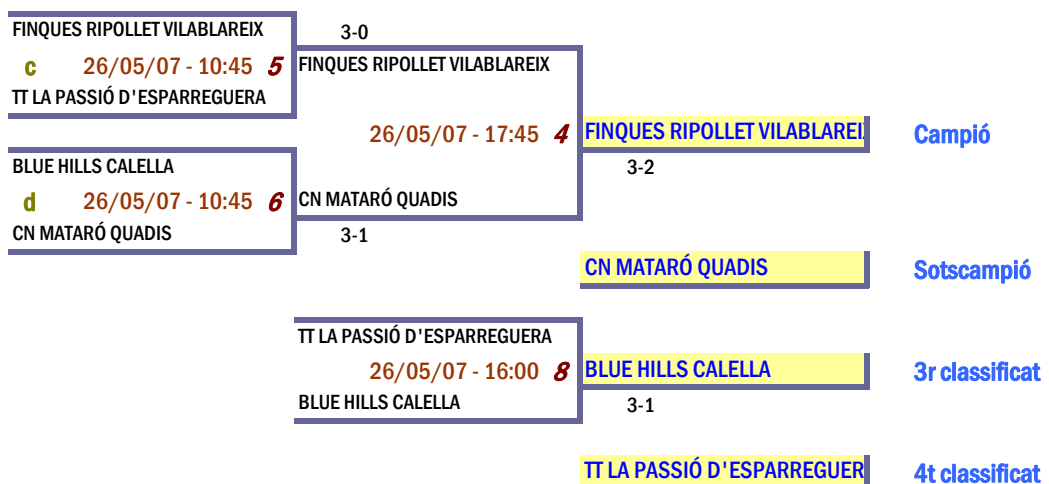 FINQUES RIPOLLET VILABLAREIX
3-0
c 26/05/07 - 10:45 5
FINQUES RIPOLLET VILABLAREIX
TT LA PASSIÓ D'ESPARREGUERA
26/05/07 - 17:45 4
FINQUES RIPOLLET VILABLAREI
Campió
BLUE HILLS CALELLA
3-2
d 26/05/07 - 10:45 6
CN MATARÓ QUADIS
CN MATARÓ QUADIS
3-1
CN MATARÓ QUADIS
Sotscampió
TT LA PASSIÓ D'ESPARREGUERA
26/05/07 - 16:00 8
BLUE HILLS CALELLA
3r classificat
BLUE HILLS CALELLA
3-1
TT LA PASSIÓ D'ESPARREGUER
4t classificat